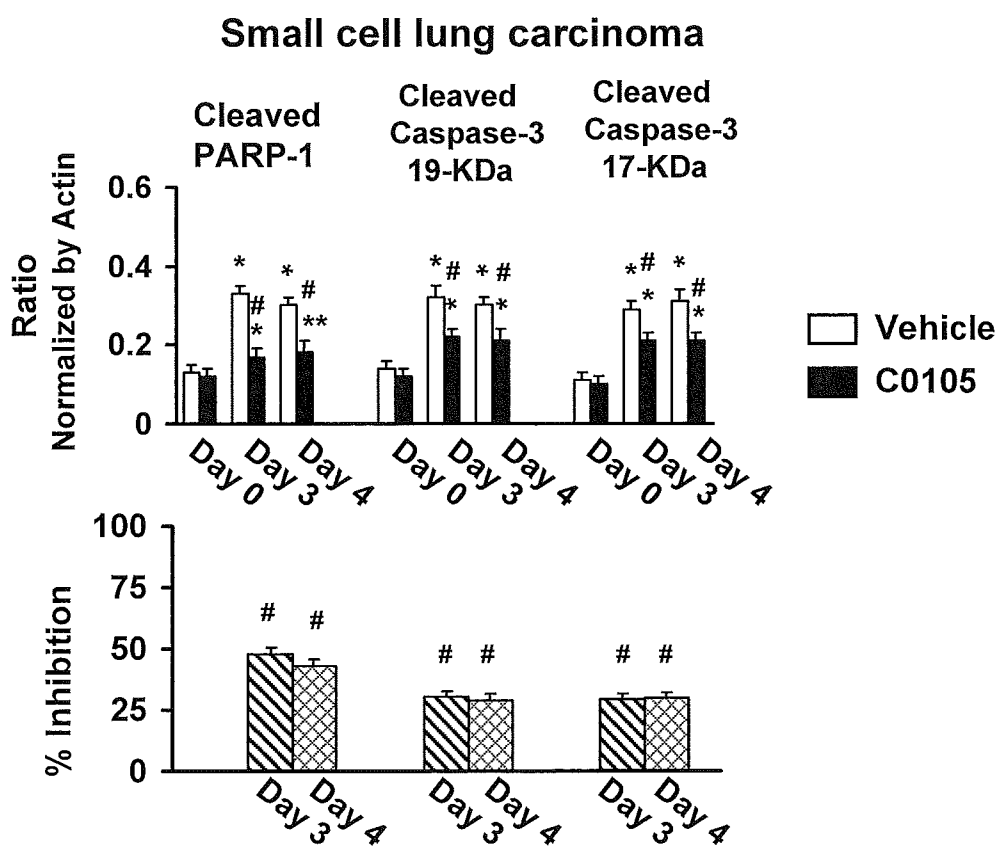 Small cell lung carcinoma
Cleaved
PARP-1
Cleaved
Caspase-3
19-KDa
Cleaved
Caspase-3
17-KDa
Ratio
Normalized by Actin
0.6
0.4
0.2
0
* # * * # **
* # * * # *
* # * * # *
Day 0
Day 3
Day 4
Day 0
Day 3
Day 4
Day 0
Day 3
Day 4
Vehicle
C0105
% Inhibition
100
75
50
25
0
# #
# #
# #
Day 3
Day 4
Day 3
Day 4
Day 3
Day 4